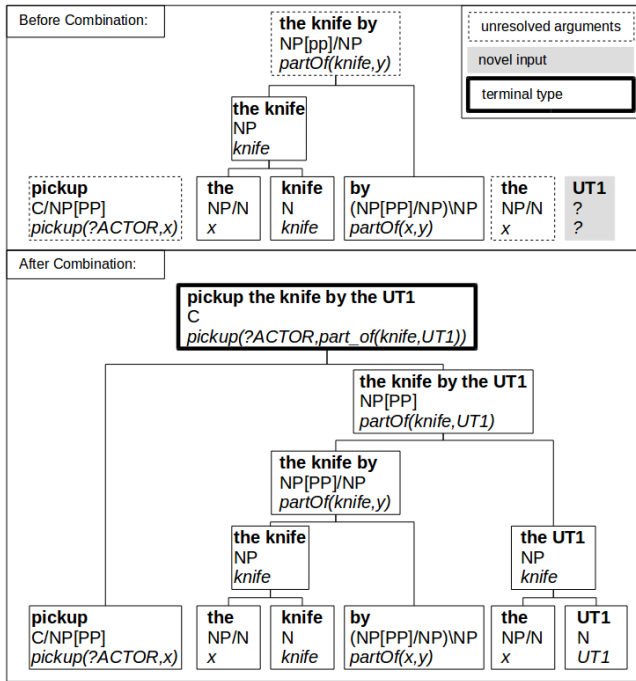 Before Combination:
unresolved arguments
novel input
terminal type
the knife by
NP[pp]/NP
partOf(knife,y)
the knife
NP
knife
pickup
C/NP[PP]
pickup(?ACTOR,x)
the
NP/N
x
knife
N
knife
by
(NP[PP]/NP)\NP
partOf(x,y)
the
NP/N
x
UT1
?
?
After Combination:
pickup the knife by the UT1
C
pickup(?ACTOR,part_of(knife,UT1))
the knife by the UT1
NP[PP]
partOf(knife,UT1)
the knife by
NP[PP]/NP
partOf(knife,y)
the knife
NP
knife
the UT1
NP
knife
pickup
C/NP[PP]
pickup(?ACTOR,x)
the
NP/N
x
knife
N
knife
by
(NP[PP]/NP)\NP
partOf(x,y)
the
NP/N
x
UT1
N
UT1